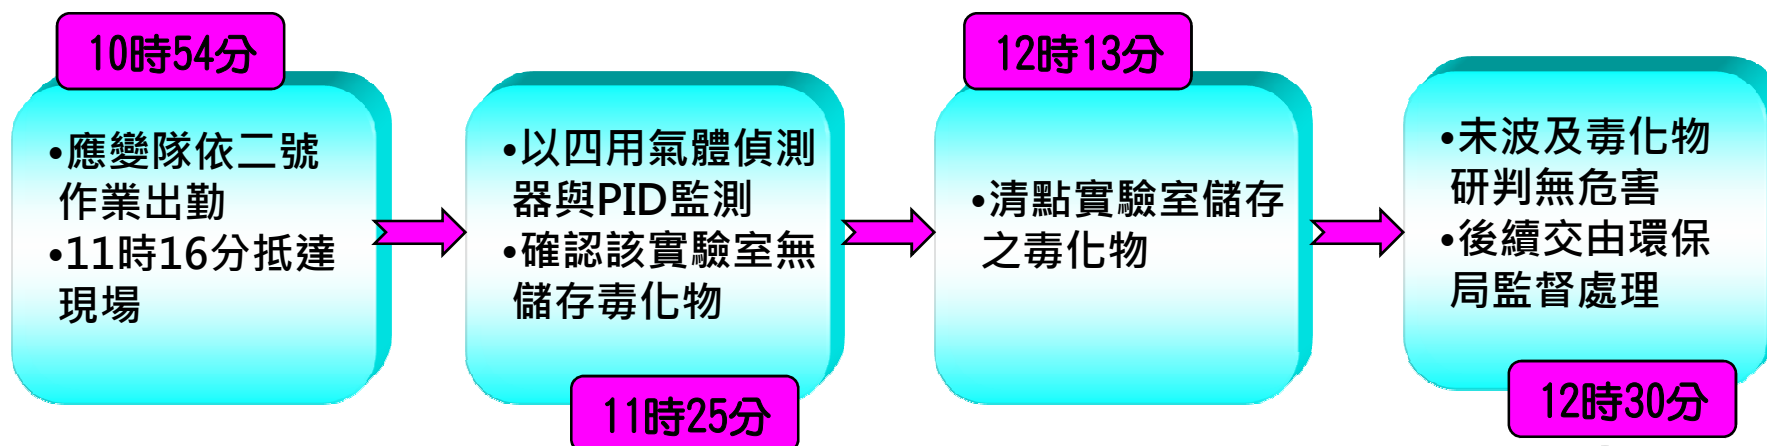 10時54分
•應變隊依二號
作業出勤
•11時16分抵達
現場
•以四用氣體偵測
器與PID監測
•確認該實驗室無
儲存毒化物
11時25分
12時13分
•清點實驗室儲存
之毒化物
•未波及毒化物
研判無危害
•後續交由環保
局監督處理
12時30分